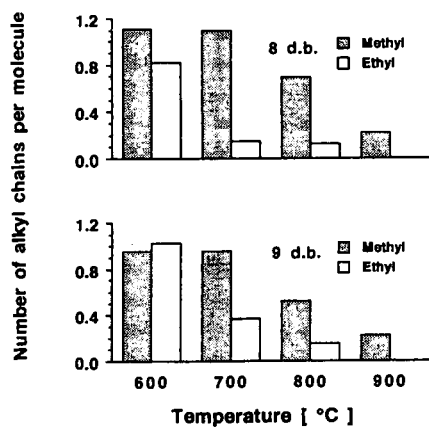 Number of alkyl chains per molecule
1.2
0.8
0.4
0.0
8 d.b.
Methyl
Ethyl
1.2
0.8
0.4
0.0
9 d.b.
Methyl
Ethyl
600 700 800 900
Temperature [ °C ]